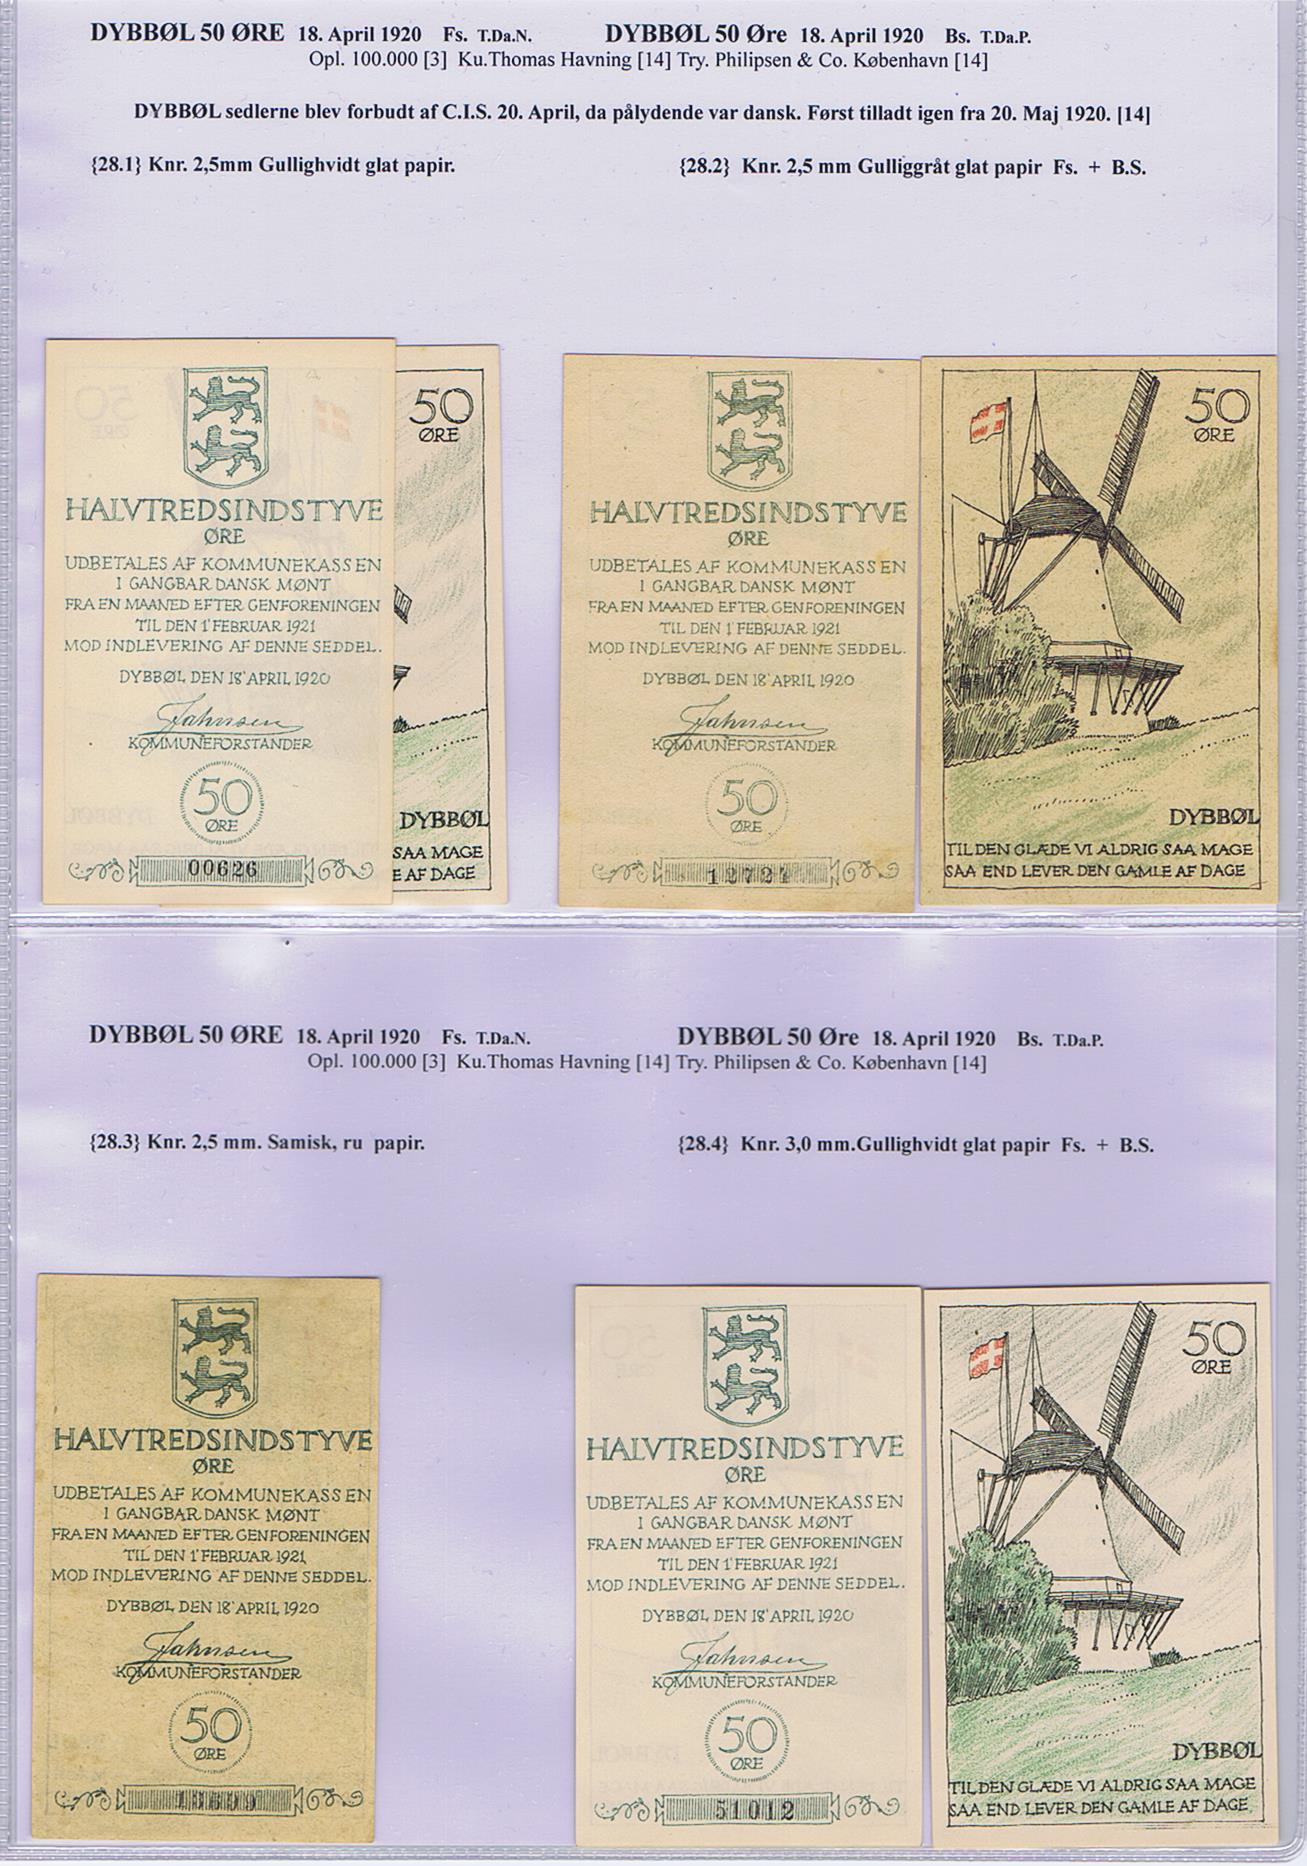 DYBBØL 50 ØRE 18. April 1920 Fs. T.Da.N. DYBBØL 50 Øre 18. April 1920 Bs. T.Da.P.
Opl. 100.000 [3] Ku.Thomas Havning [14] Try. Philipsen & Co. København [14]
DYBBØL sedlerne blev forbudt af C.I.S. 20. April, da pålydende var dansk. Først tilladt igen fra 20. Maj 1920. [14]
{28.1} Knr. 2,5mm Gullighvidt glat papir. {28.2} Knr. 2,5 mm Gulliggråt glat papir Fs. + B.S.
HALVTREDSINDSTYVE
ØRE
UDBETALES AF KOMMUNEKASSEN
I GANGBAR DANSK MØNT
FRA EN MAANED EFTER GENFORENINGEN
TIL DEN 1' FEBRUAR 1921
MOD INDLEVERING AF DENNE SEDDEL.
DYBBØL DEN 18' APRIL 1920
Jahnsen
KOMMUNEFORSTANDER
50
ØRE
00626
50
ØRE
DYBBØL
SAA MAGE
E AF DAGE
HALVTREDSINDSTYVE
ØRE
UDBETALES AF KOMMUNEKASSEN
I GANGBAR DANSK MØNT
FRA EN MAANED EFTER GENFORENINGEN
TIL DEN 1' FEBRUAR 1921
MOD INDLEVERING AF DENNE SEDDEL.
DYBBØL DEN 18' APRIL 1920
Jahnsen
KOMMUNEFORSTANDER
50
ØRE
50
ØRE
DYBBØL
TIL DEN GLÆDE VI ALDRIG SAA MAGE
SAA END LEVER DEN GAMLE AF DAGE
DYBBØL 50 ØRE 18. April 1920 Fs. T.Da.N. DYBBØL 50 Øre 18. April 1920 Bs. T.Da.P.
Opl. 100.000 [3] Ku.Thomas Havning [14] Try. Philipsen & Co. København [14]
{28.3} Knr. 2,5 mm. Samisk, ru papir. {28.4} Knr. 3,0 mm.Gullighvidt glat papir Fs. + B.S.
HALVTREDSINDSTYVE
ØRE
UDBETALES AF KOMMUNEKASSEN
I GANGBAR DANSK MØNT
FRA EN MAANED EFTER GENFORENINGEN
TIL DEN 1' FEBRUAR 1921
MOD INDLEVERING AF DENNE SEDDEL.
DYBBØL DEN 18' APRIL 1920
Jahnsen
KOMMUNEFORSTANDER
50
ØRE
HALVTREDSINDSTYVE
ØRE
UDBETALES AF KOMMUNEKASSEN
I GANGBAR DANSK MØNT
FRA EN MAANED EFTER GENFORENINGEN
TIL DEN 1' FEBRUAR 1921
MOD INDLEVERING AF DENNE SEDDEL.
DYBBØL DEN 18' APRIL 1920
Jahnsen
KOMMUNEFORSTANDER
50
ØRE
51012
50
ØRE
DYBBØL
TIL DEN GLÆDE VI ALDRIG SAA MAGE
SAA END LEVER DEN GAMLE AF DAGE